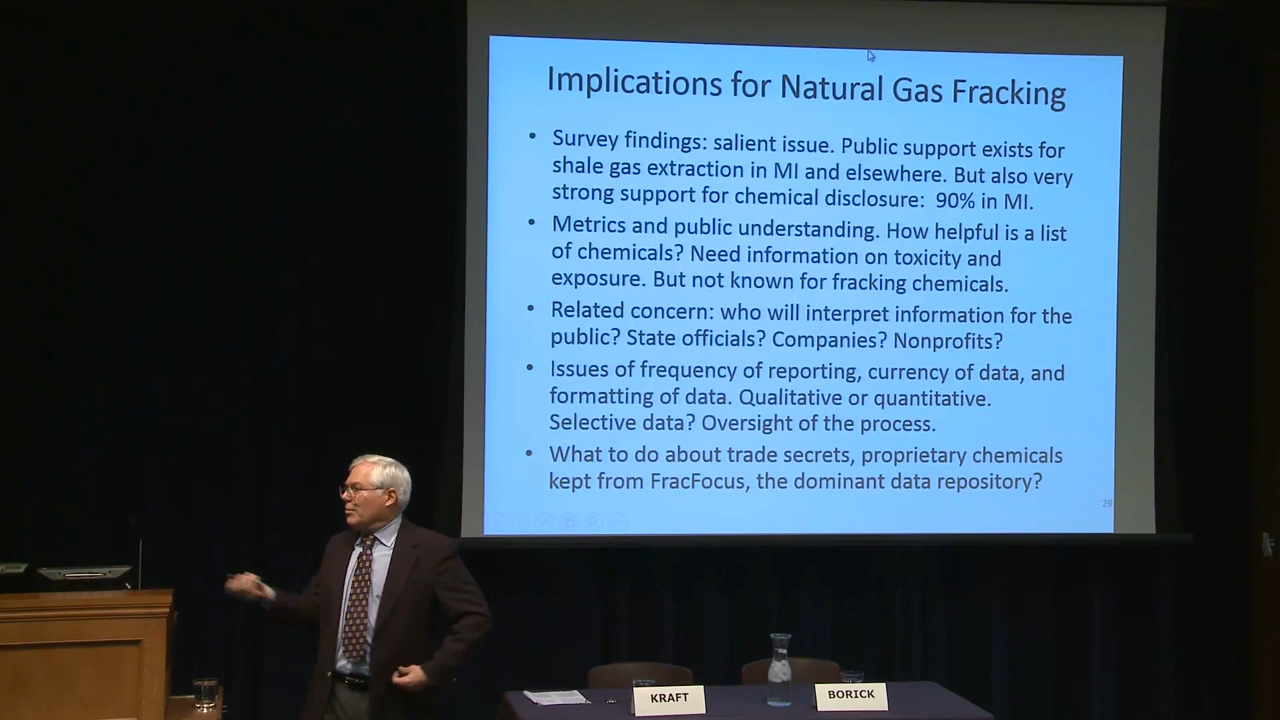 Implications for Natural Gas Fracking
• Survey findings: salient issue. Public support exists for
shale gas extraction in MI and elsewhere. But also very
strong support for chemical disclosure: 90% in MI.
• Metrics and public understanding. How helpful is a list
of chemicals? Need information on toxicity and
exposure. But not known for fracking chemicals.
• Related concern: who will interpret information for the
public? State officials? Companies? Nonprofits?
• Issues of frequency of reporting, currency of data, and
formatting of data. Qualitative or quantitative.
Selective data? Oversight of the process.
• What to do about trade secrets, proprietary chemicals
kept from FracFocus, the dominant data repository?
29
KRAFT
BORICK